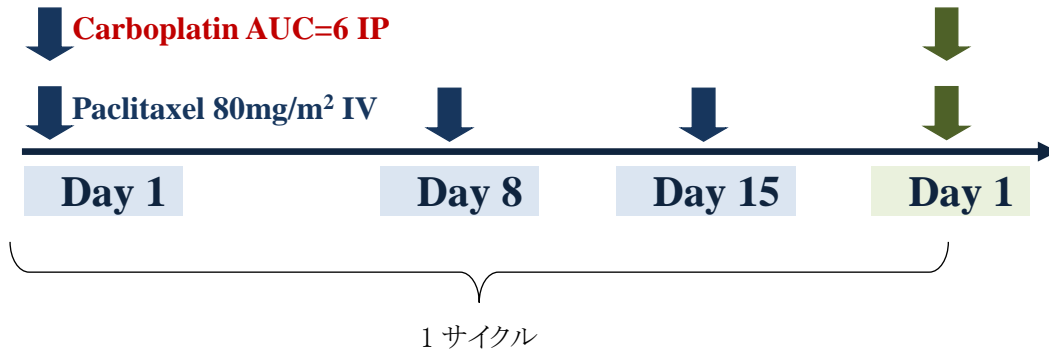 Carboplatin AUC=6 IP
Paclitaxel 80mg/m² IV
Day 1 Day 8 Day 15 Day 1
1 サイクル